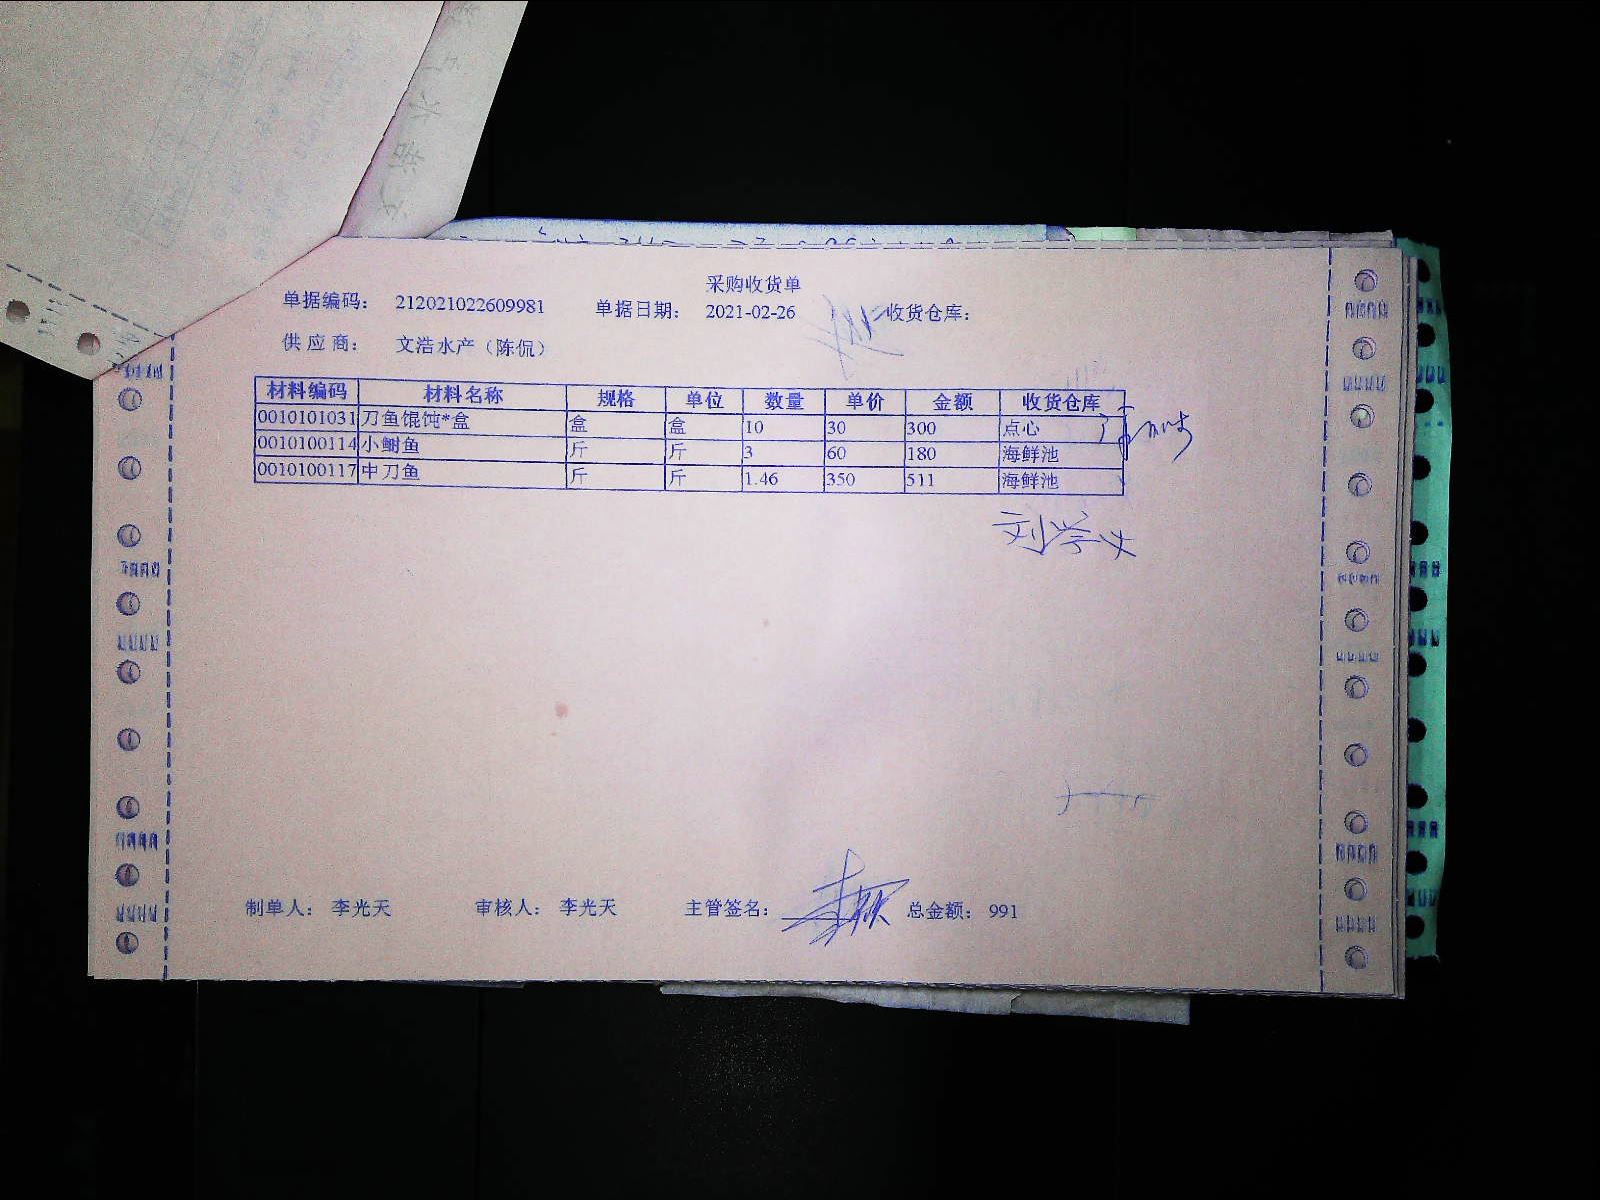 采购收货单
单据编码： 212021022609981 单据日期： 2021-02-26 收货仓库：
供应商： 文浩水产（陈侃）
材料编码 材料名称 规格 单位 数量 单价 金额 收货仓库
0010101031 刀鱼馄饨*盒 盒 盒 10 30 300 点心
0010100114 小鲥鱼 斤 斤 3 60 180 海鲜池
0010100117 中刀鱼 斤 斤 1.46 350 511 海鲜池
刘学义
制单人： 李光天 审核人： 李光天 主管签名： 总金额： 991